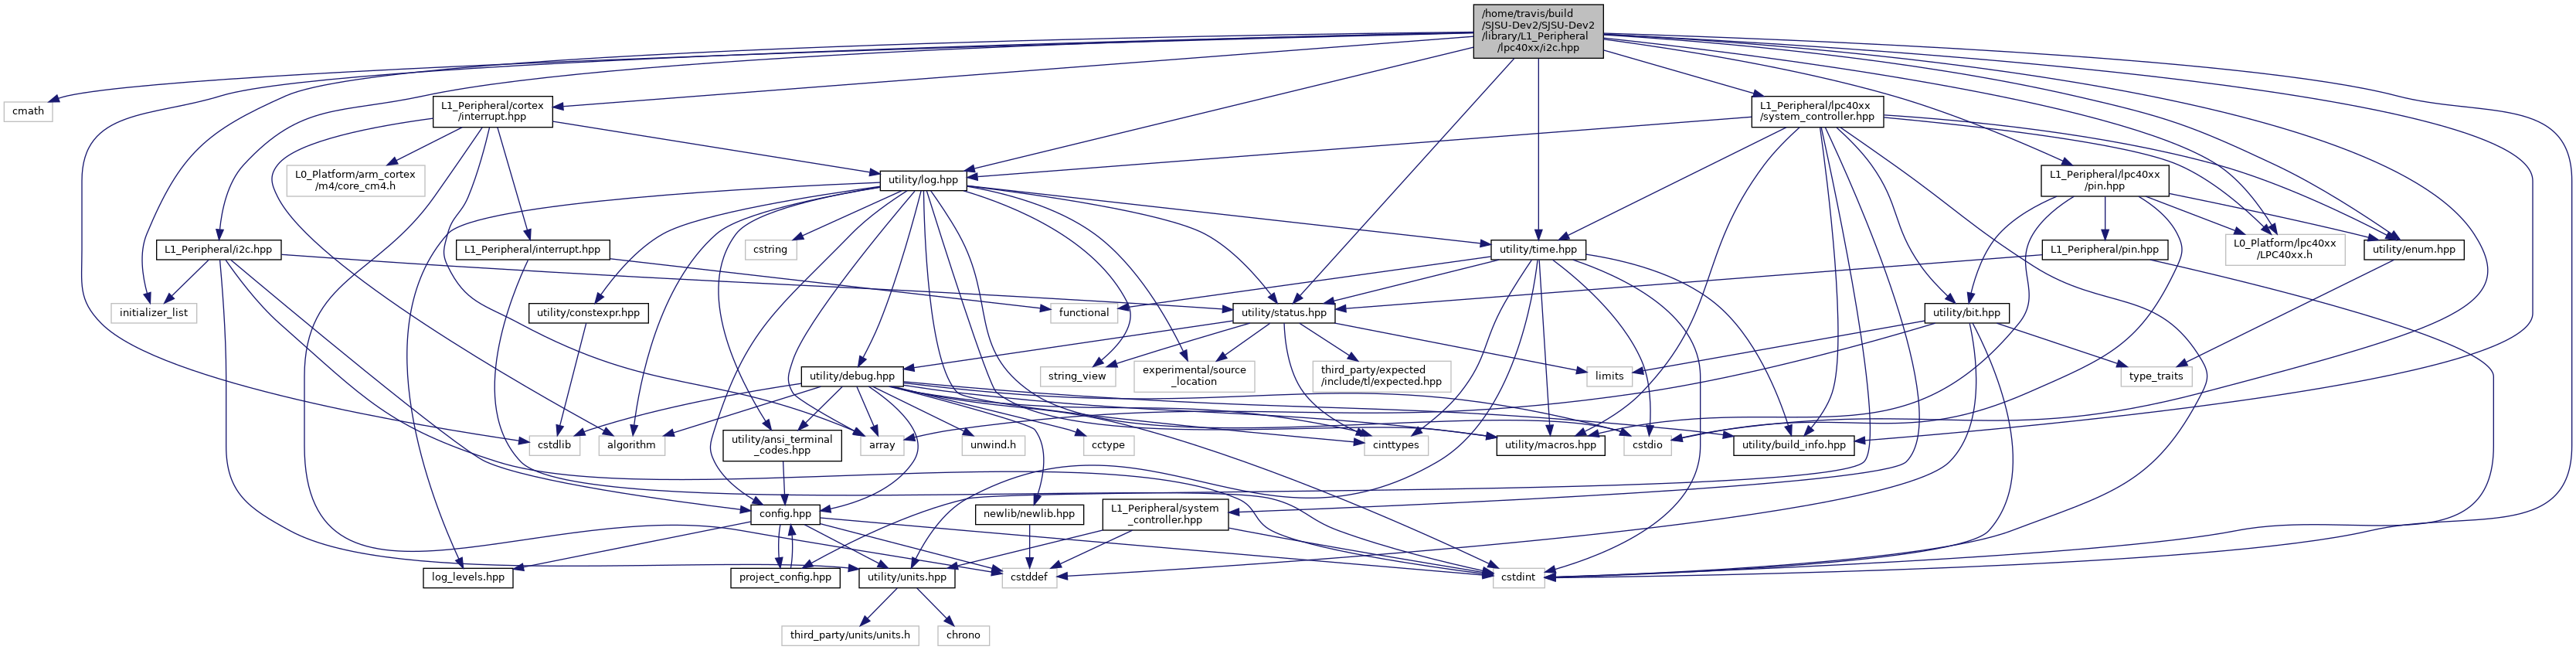 /home/travis/build
/SJSU-Dev2/SJSU-Dev2
/library/L1_Peripheral
/lpc40xx/i2c.hpp
cmath
L1_Peripheral/cortex
/interrupt.hpp
L1_Peripheral/lpc40xx
/system_controller.hpp
L0_Platform/arm_cortex
/m4/core_cm4.h
utility/log.hpp
L1_Peripheral/lpc40xx
/pin.hpp
L1_Peripheral/i2c.hpp
L1_Peripheral/interrupt.hpp
cstring
utility/time.hpp
L1_Peripheral/pin.hpp
L0_Platform/lpc40xx
/LPC40xx.h
utility/enum.hpp
initializer_list
utility/constexpr.hpp
functional
utility/status.hpp
utility/bit.hpp
utility/debug.hpp
string_view
experimental/source
_location
third_party/expected
/include/tl/expected.hpp
limits
type_traits
cstdlib
algorithm
utility/ansi_terminal
_codes.hpp
array
unwind.h
cctype
cinttypes
utility/macros.hpp
cstdio
utility/build_info.hpp
config.hpp
newlib/newlib.hpp
L1_Peripheral/system
_controller.hpp
log_levels.hpp
project_config.hpp
utility/units.hpp
cstddef
cstdint
third_party/units/units.h
chrono